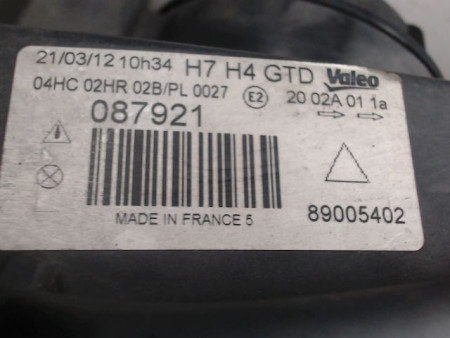 21/03/12 10h34 H7 H4 GTD Valeo
04HC 02HR 02B/PL 0027 E2 20 02A 01 1a
087921
MADE IN FRANCE 5
89005402